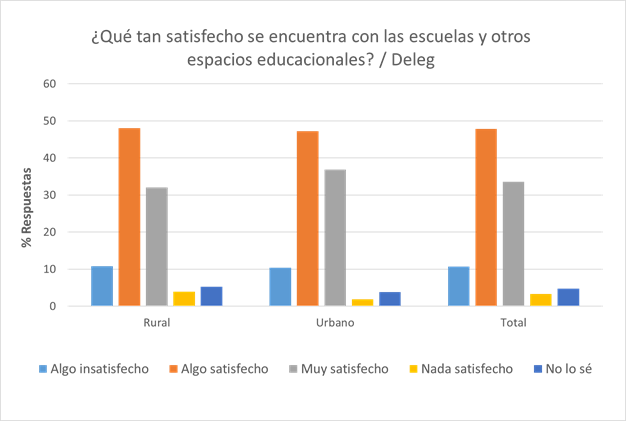 ¿Qué tan satisfecho se encuentra con las escuelas y otros
espacios educacionales? / Deleg
60
50
40
30
20
10
0
% Respuestas
Rural
Urbano
Total
Algo insatisfecho
Algo satisfecho
Muy satisfecho
Nada satisfecho
No lo sé